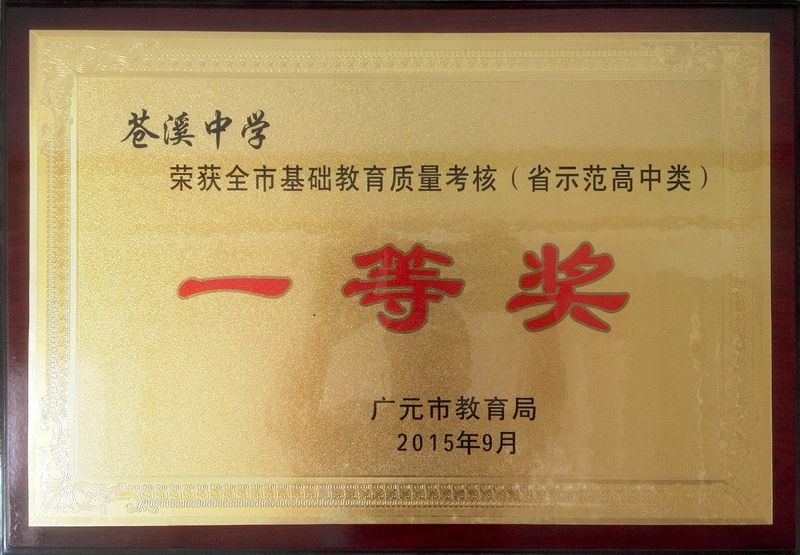 苍溪中学
荣获全市基础教育质量考核（省示范高中类）
一等奖
广元市教育局
2015年9月